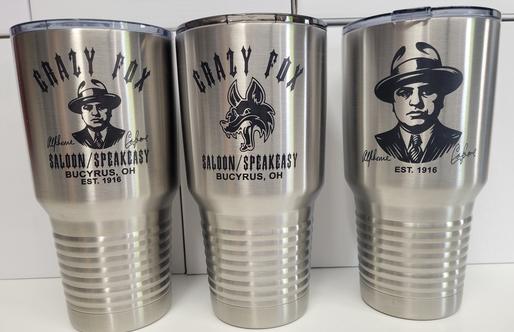 CRAZY FOX
Alphonse Capone
SALOON/SPEAKEASY
BUCYRUS, OH
EST. 1916
CRAZY FOX
SALOON/SPEAKEASY
BUCYRUS, OH
Alphonse Capone
EST. 1916